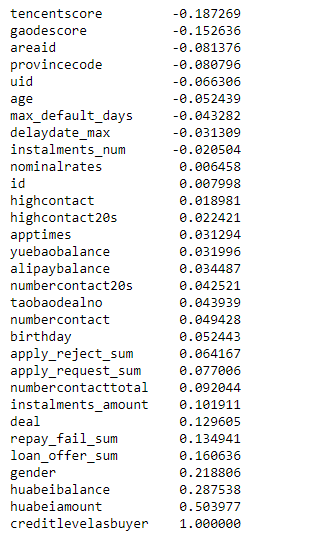 tencentscore -0.187269
gaodescore -0.152636
areaid -0.081376
provincecode -0.080796
uid -0.066306
age -0.052439
max_default_days -0.043282
delaydate_max -0.031309
instalments_num -0.020504
nominalrates 0.006458
id 0.007998
highcontact 0.018981
highcontact20s 0.022421
apptimes 0.031294
yuebaobalance 0.031996
alipaybalance 0.034487
numbercontact20s 0.042521
taobaodealno 0.043939
numbercontact 0.049428
birthday 0.052443
apply_reject_sum 0.064167
apply_request_sum 0.077006
numbercontacttotal 0.092044
instalments_amount 0.101911
deal 0.129605
repay_fail_sum 0.134941
loan_offer_sum 0.160636
gender 0.218806
huabeibalance 0.287538
huabeiamount 0.503977
creditlevelasbuyer 1.000000